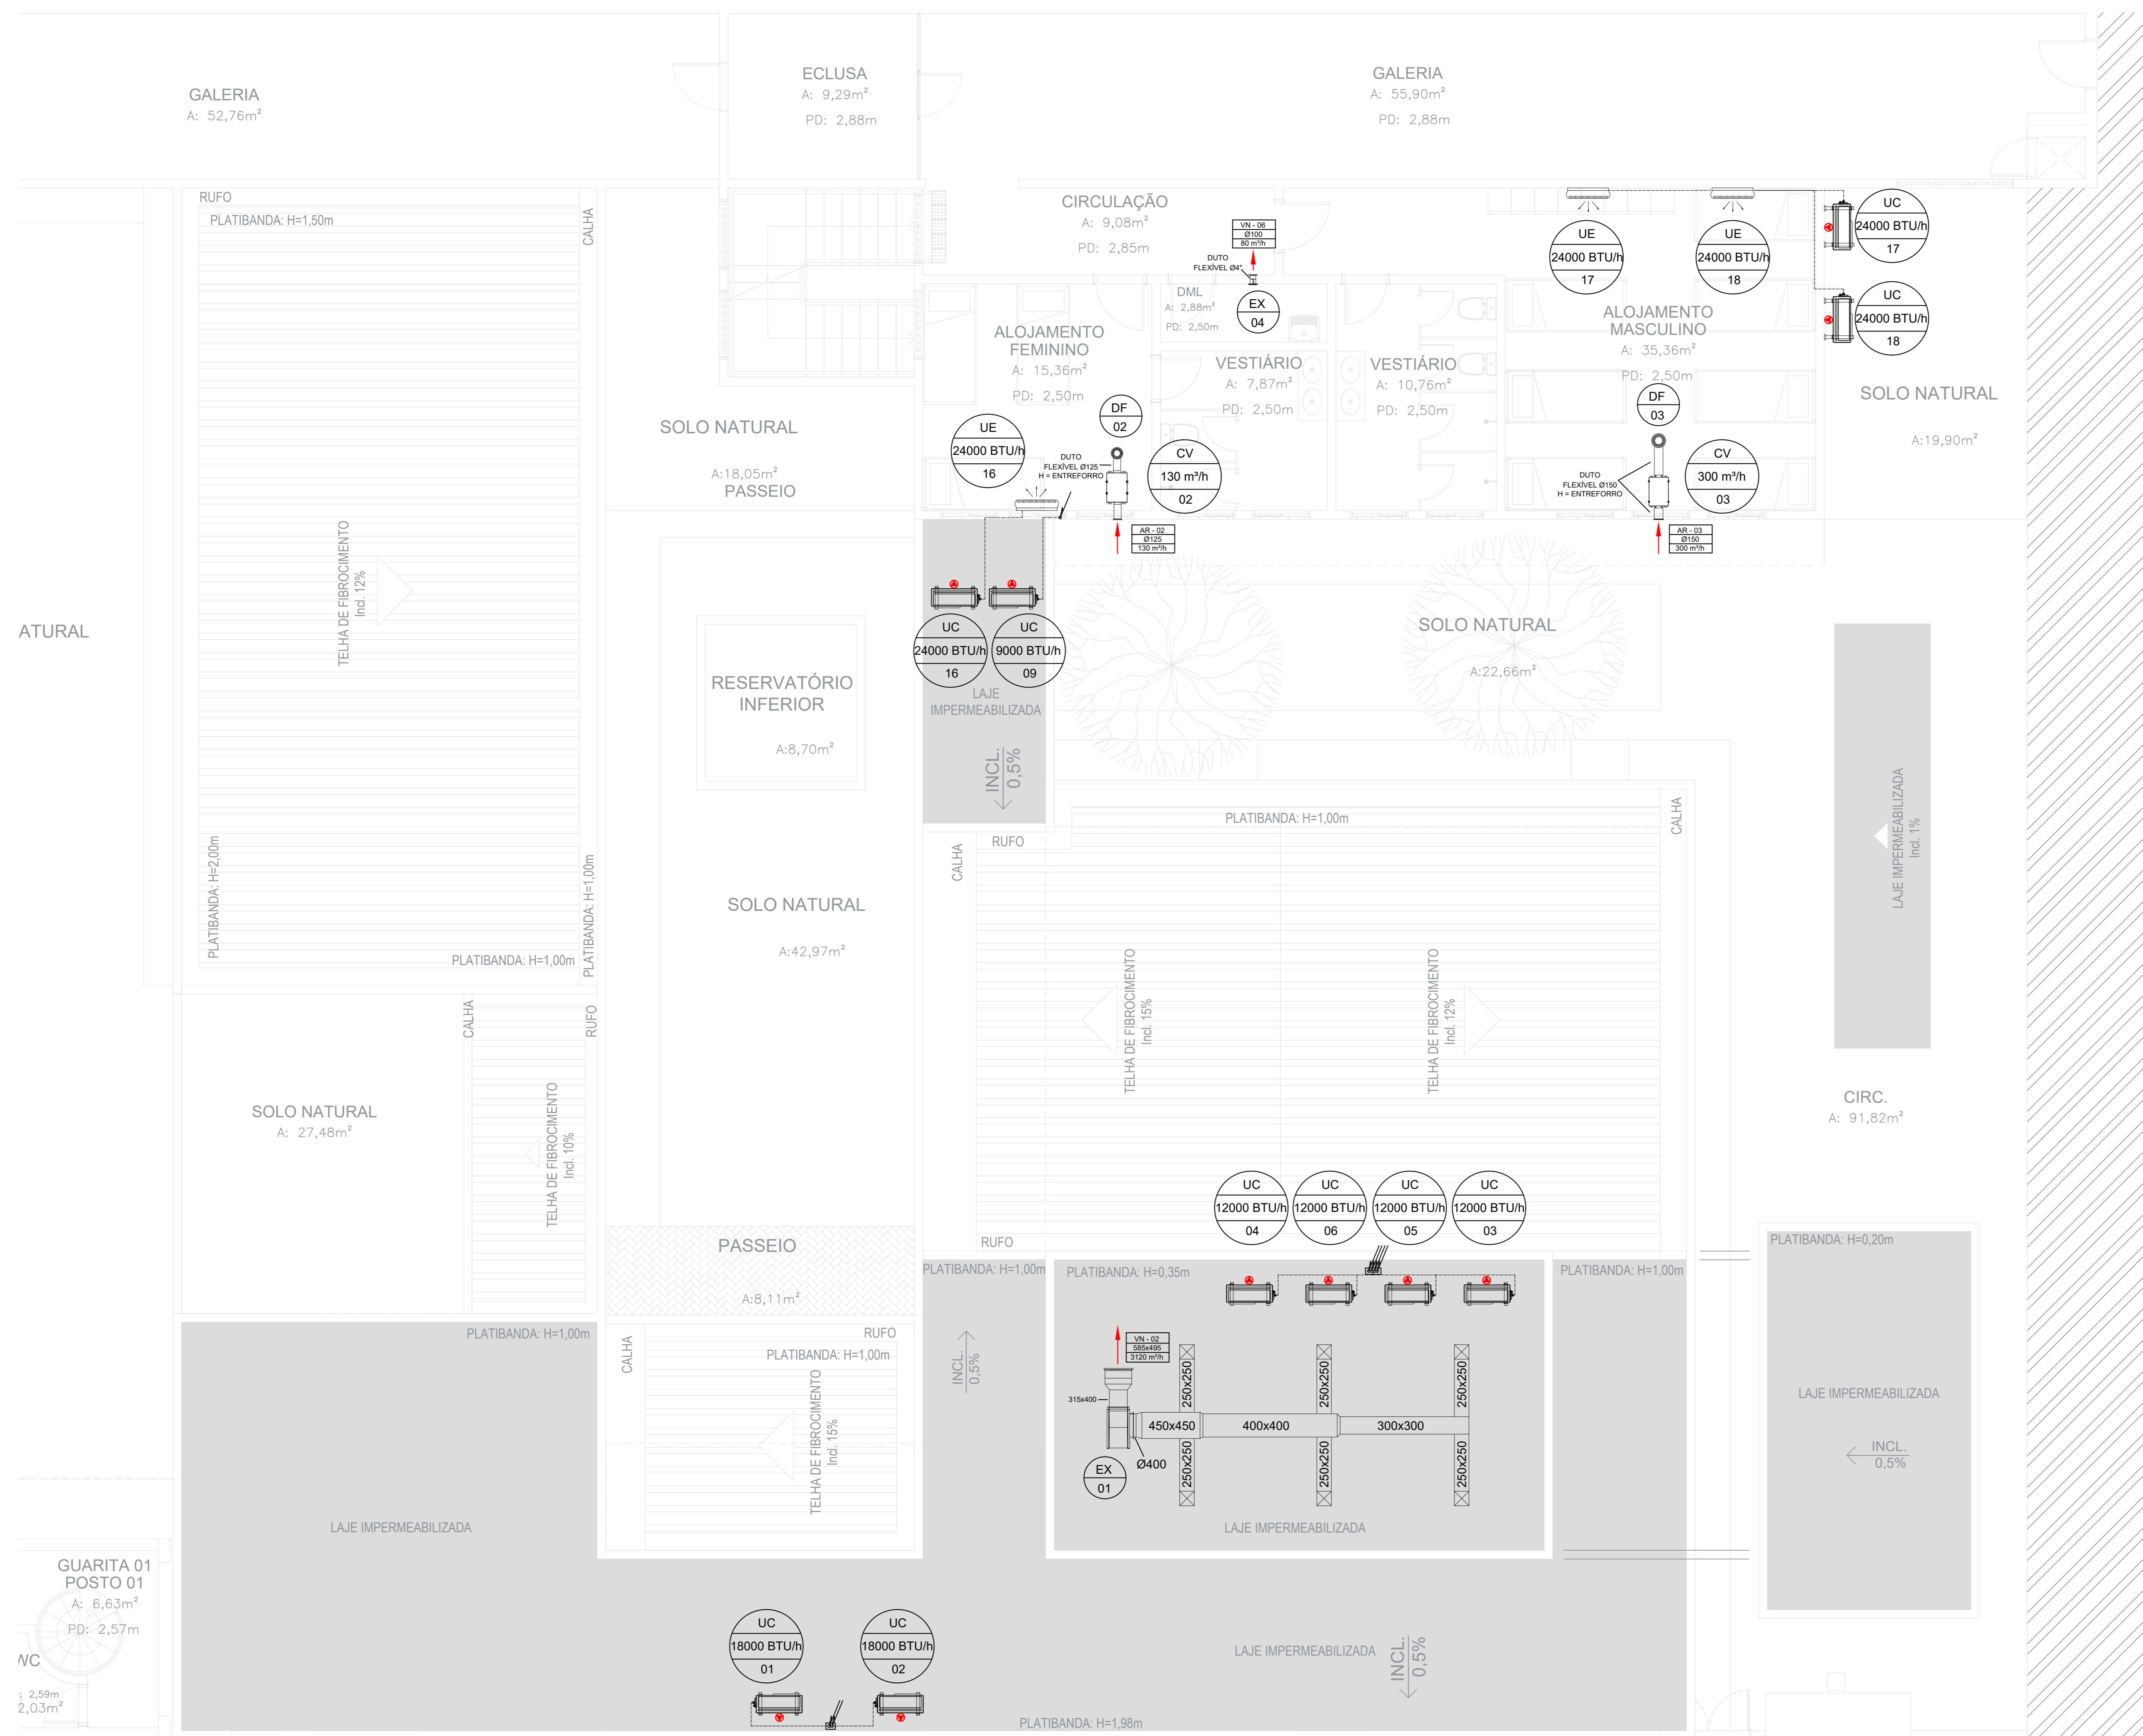 GALERIA
A: 52,76m²
ECLUSA
A: 9,29m²
PD: 2,88m
GALERIA
A: 55,90m²
PD: 2,88m
RUFO
PLATIBANDA: H=1,50m
CALHA
CIRCULAÇÃO
A: 9,08m²
PD: 2,85m
VN - 06
Ø100
80 m³/h
DUTO
FLEXÍVEL Ø4"
DML
A: 2,88m²
PD: 2,50m
EX
04
UE
24000 BTU/h
17
UE
24000 BTU/h
18
UC
24000 BTU/h
17
UC
24000 BTU/h
18
ALOJAMENTO
FEMININO
A: 15,36m²
PD: 2,50m
VESTIÁRIO
A: 7,87m²
PD: 2,50m
VESTIÁRIO
A: 10,76m²
PD: 2,50m
ALOJAMENTO
MASCULINO
A: 35,36m²
PD: 2,50m
SOLO NATURAL
A:19,90m²
DF
02
DF
03
UE
24000 BTU/h
16
DUTO
FLEXÍVEL Ø125
H = ENTREFORRO
CV
130 m³/h
02
DUTO
FLEXÍVEL Ø150
H = ENTREFORRO
CV
300 m³/h
03
AR - 02
Ø125
130 m³/h
AR - 03
Ø150
300 m³/h
SOLO NATURAL
A:18,05m²
PASSEIO
TELHA DE FIBROCIMENTO
Incl. 12%
ATURAL
UC
24000 BTU/h
16
UC
9000 BTU/h
09
LAJE
IMPERMEABILIZADA
INCL.
0,5%
SOLO NATURAL
A:22,66m²
RESERVATÓRIO
INFERIOR
A:8,70m²
LAJE IMPERMEABILIZADA
Incl. 1%
PLATIBANDA: H=1,00m
CALHA
RUFO
CALHA
PLATIBANDA: H=2,00m
PLATIBANDA: H=1,00m
PLATIBANDA: H=1,00m
SOLO NATURAL
A:42,97m²
TELHA DE FIBROCIMENTO
Incl. 15%
TELHA DE FIBROCIMENTO
Incl. 12%
CALHA
RUFO
SOLO NATURAL
A: 27,48m²
TELHA DE FIBROCIMENTO
Incl. 10%
CIRC.
A: 91,82m²
UC
12000 BTU/h
04
UC
12000 BTU/h
06
UC
12000 BTU/h
05
UC
12000 BTU/h
03
PASSEIO
A:8,11m²
RUFO
PLATIBANDA: H=1,00m
PLATIBANDA: H=0,35m
PLATIBANDA: H=1,00m
PLATIBANDA: H=0,20m
PLATIBANDA: H=1,00m
CALHA
RUFO
PLATIBANDA: H=1,00m
TELHA DE FIBROCIMENTO
Incl. 15%
INCL.
0,5%
VN - 02
585x495
3120 m³/h
315x400
250x250
250x250
250x250
450x450
400x400
300x300
Ø400
250x250
250x250
250x250
EX
01
LAJE IMPERMEABILIZADA
LAJE IMPERMEABILIZADA
INCL.
0,5%
LAJE IMPERMEABILIZADA
GUARITA 01
POSTO 01
A: 6,63m²
PD: 2,57m
WC
: 2,59m
2,03m²
UC
18000 BTU/h
01
UC
18000 BTU/h
02
LAJE IMPERMEABILIZADA
INCL.
0,5%
PLATIBANDA: H=1,98m